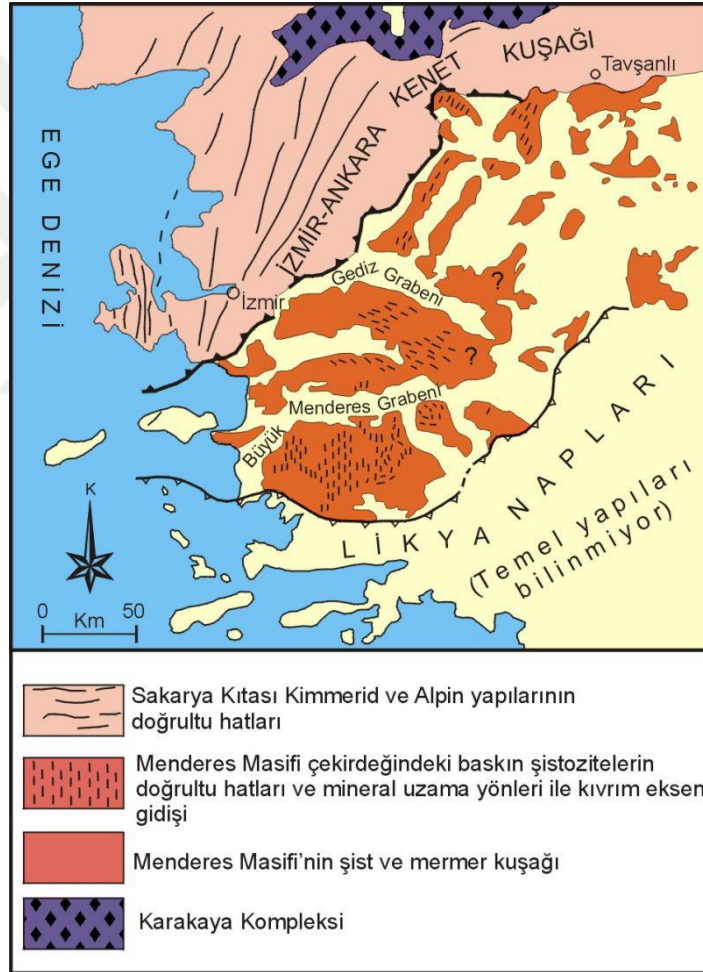 KUŞAĞI
Tavşanlı
KENET
İZMİR-ANKARA
EGE DENİZİ
İzmir
Gediz Grabeni
?
?
Büyük Menderes Grabeni
LİKYA NAPLARI
(Temel yapıları
bilinmiyor)
K
0 50
Km
Sakarya Kıtası Kimmerid ve Alpin yapılarının
doğrultu hatları
Menderes Masifi çekirdeğindeki baskın şistozitelerin
doğrultu hatları ve mineral uzama yönleri ile kıvrım eksen
gidişi
Menderes Masifi'nin şist ve mermer kuşağı
Karakaya Kompleksi